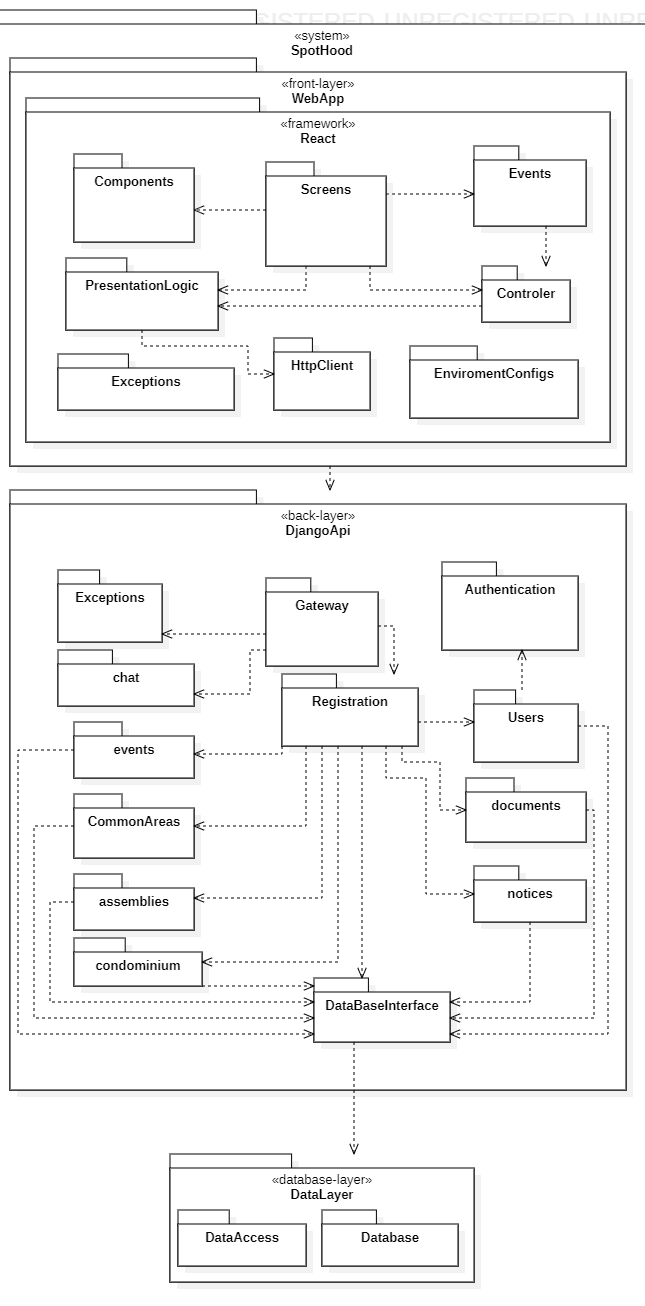 GISTERED UNREGISTERED UNRE
«system»
SpotHood
«front-layer»
WebApp
«framework»
React
Components
Screens
Events
PresentationLogic
Controler
HttpClient
EnviromentConfigs
Exceptions
«back-layer»
DjangoApi
Exceptions
Gateway
Authentication
chat
Registration
Users
events
documents
CommonAreas
assemblies
notices
condominium
DataBaseInterface
«database-layer»
DataLayer
DataAccess
Database